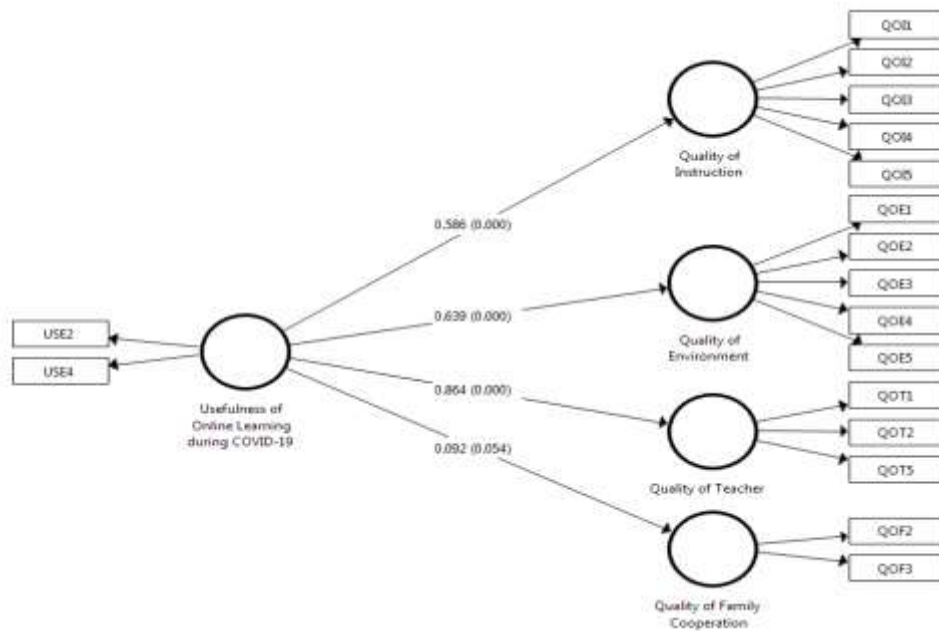 QOI1
QOI2
QOI3
QOI4
QOI5
Quality of
Instruction
0.586 (0.000)
QOE1
QOE2
QOE3
QOE4
QOE5
Quality of
Environment
0.639 (0.000)
USE2
USE4
Usefulness of
Online Learning
during COVID-19
0.864 (0.000)
QOT1
QOT2
QOT5
Quality of Teacher
0.092 (0.054)
QOF2
QOF3
Quality of Family
Cooperation